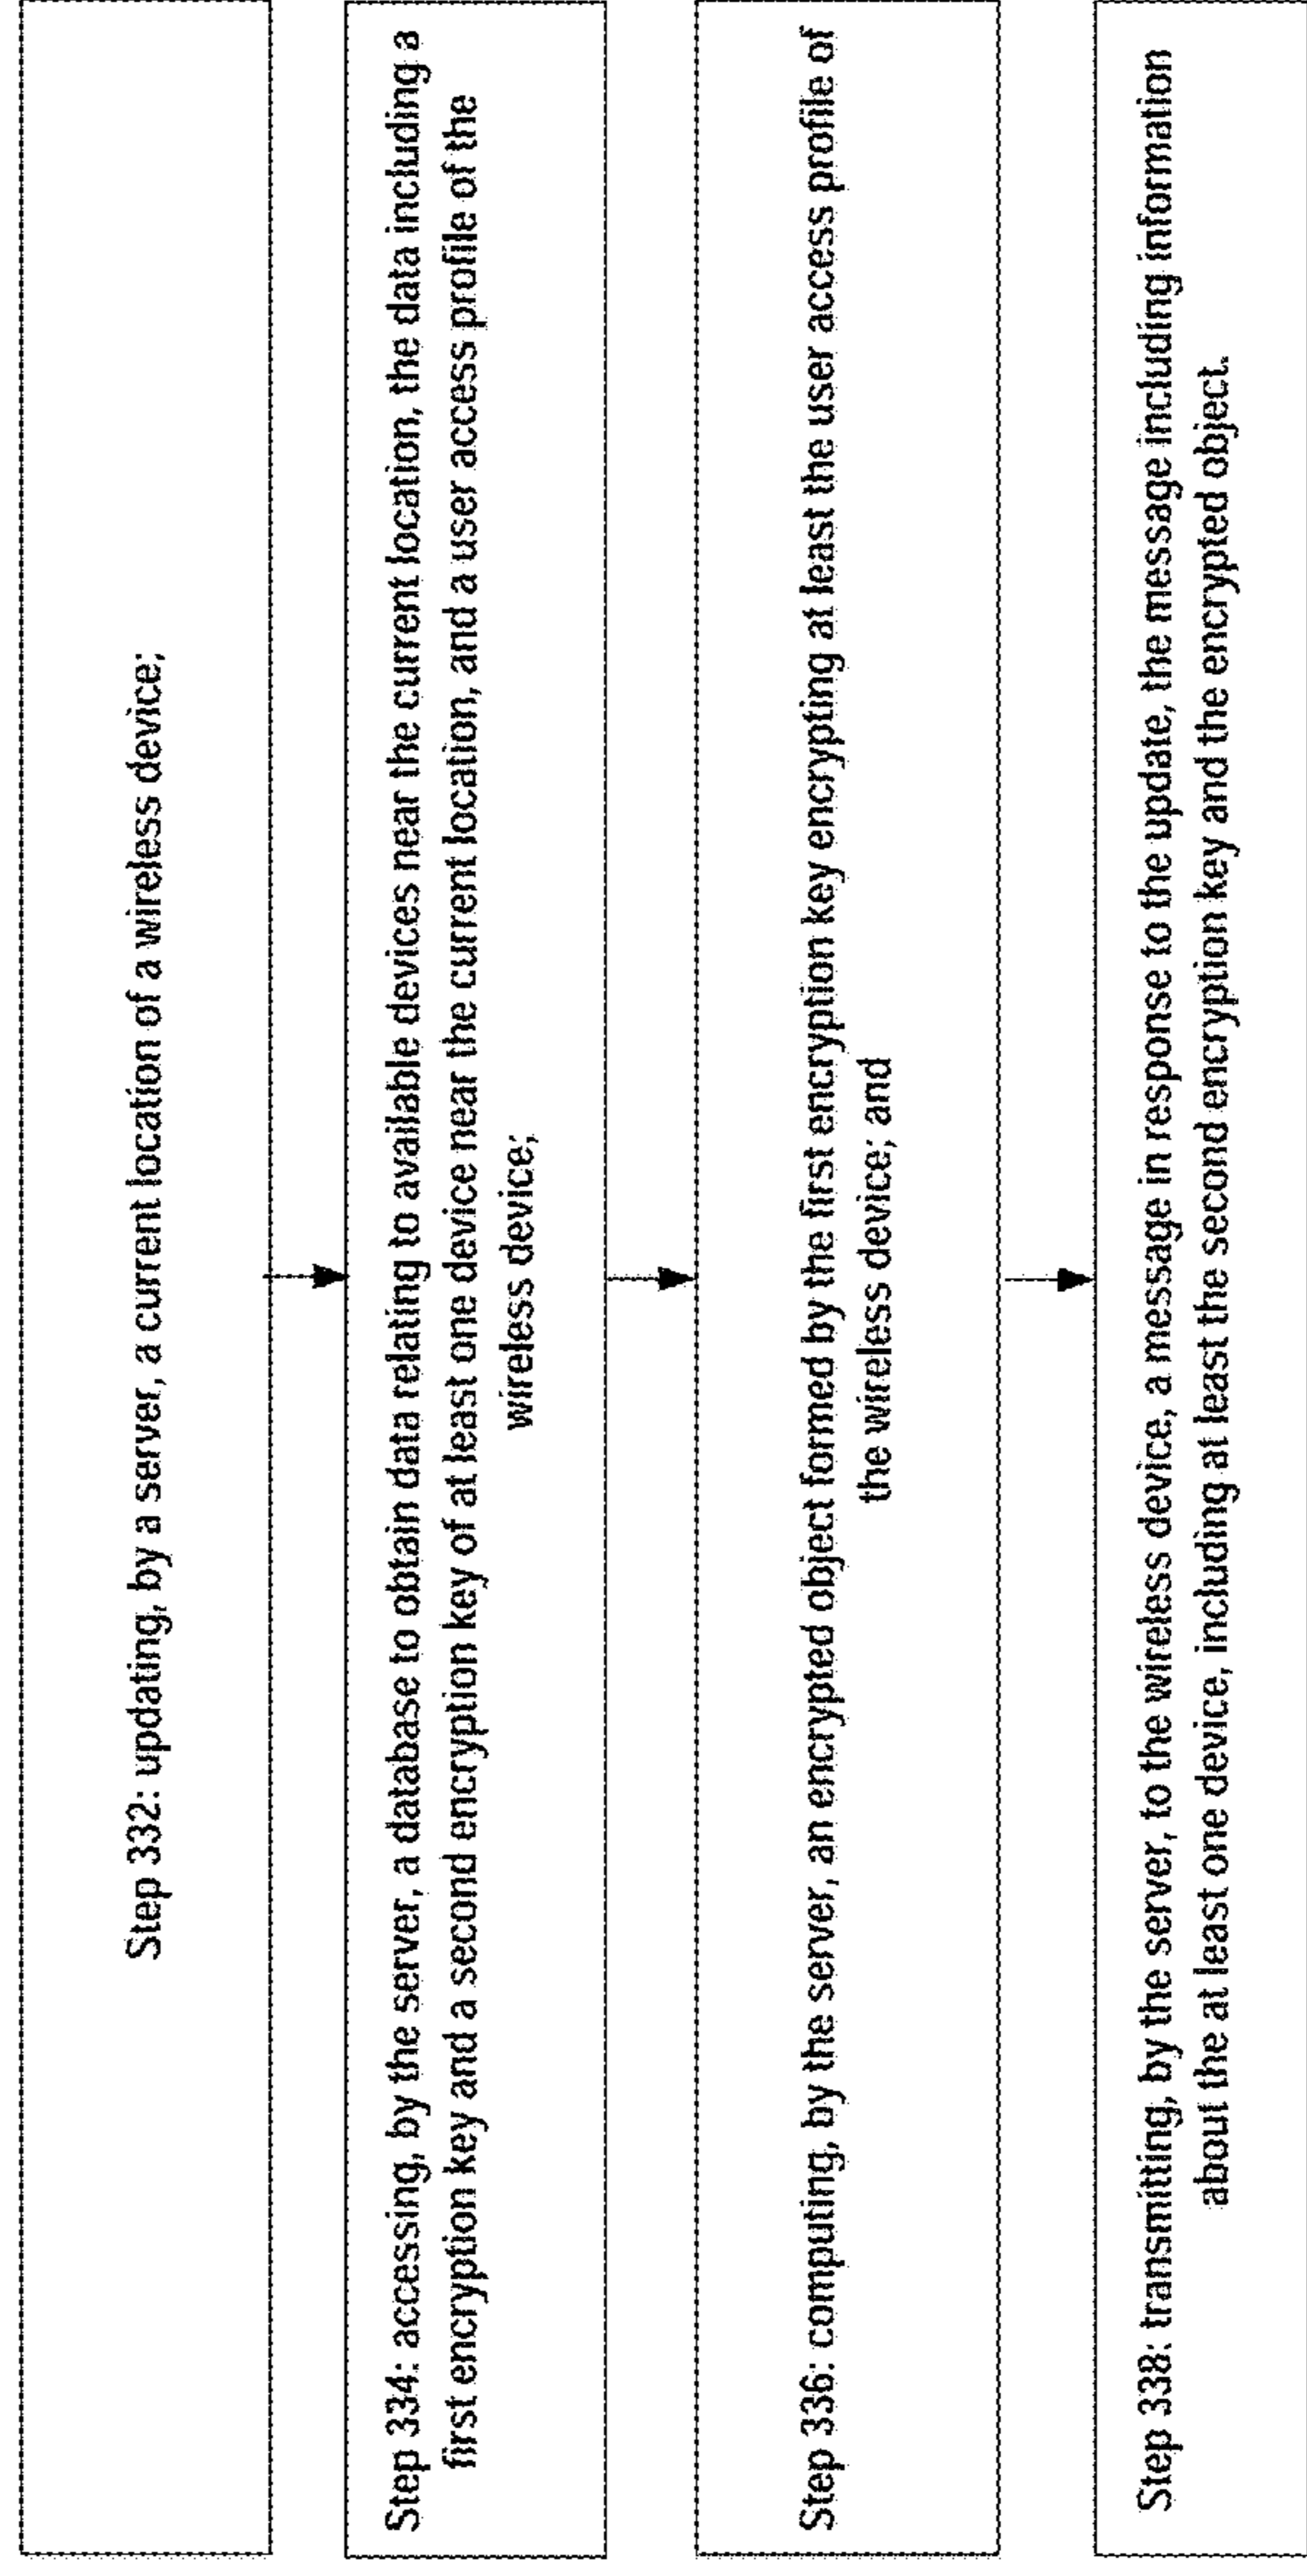 Step 332: updating, by a server, a current location of a wireless device;
Step 334: accessing, by the server, a database to obtain data relating to available devices near the current location, the data including a
first encryption key and a second encryption key of at least one device near the current location, and a user access profile of the
wireless device;
Step 336: computing, by the server, an encrypted object formed by the first encryption key encrypting at least the user access profile of
the wireless device; and
Step 338: transmitting, by the server, to the wireless device, a message in response to the update, the message including information
about the at least one device, including at least the second encryption key and the encrypted object.